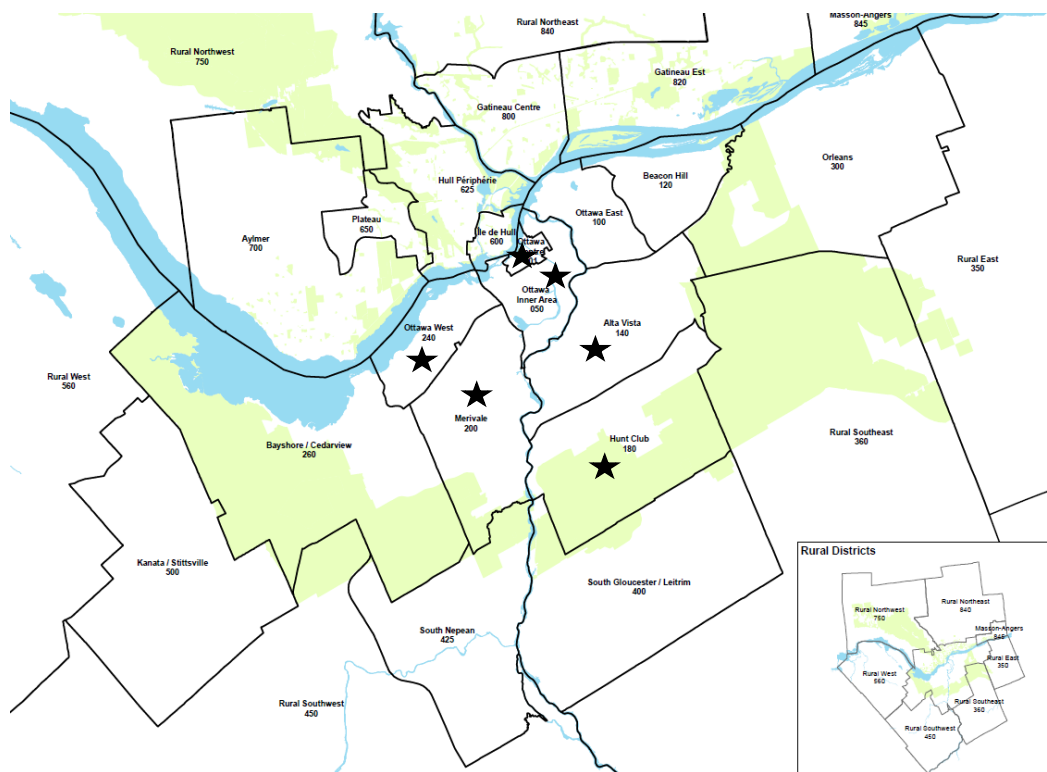 Rural Northeast
840
Masson-Angers
845
Rural Northwest
750
Gatineau Est
820
Gatineau Centre
800
Orleans
300
Beacon Hill
120
Hull Périphérie
625
Ottawa East
100
Plateau
650
Île de Hull
600
Aylmer
700
Ottawa
Rural East
350
Ottawa
Inner Area
050
Ottawa West
240
Alta Vista
140
Rural West
560
Merivale
200
Bayshore / Cedarview
260
Hunt Club
180
Rural Southeast
360
Kanata / Stittsville
500
South Gloucester / Leitrim
400
South Nepean
425
Rural Southwest
450
Rural Districts
Rural Northwest
750
Rural Northeast
840
Masson-Angers
845
Rural East
350
Rural West
560
Rural Southeast
360
Rural Southwest
450